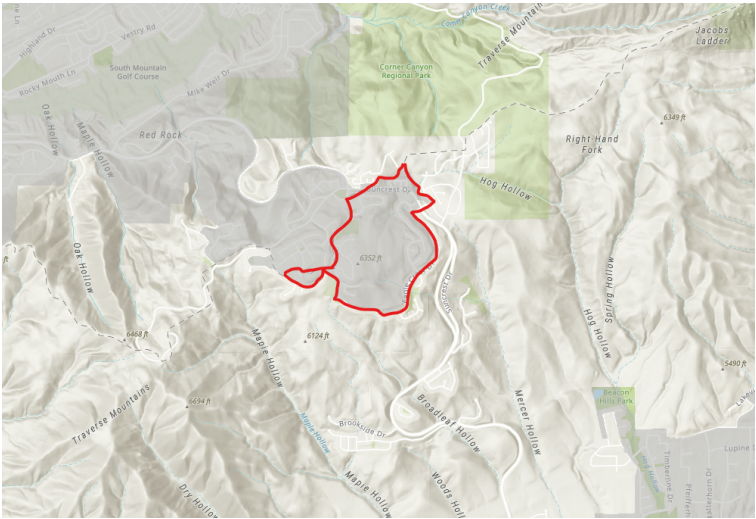 Corner Canyon Creek
Traverse Mountain
Jacobs
Ladder
Highland Dr
Vestry Rd
South Mountain
Golf Course
Rocky Mouth Ln
Mike Weir Dr
Corner Canyon
Regional Park
Oak Hollow
Maple Hollow
Red Rock
6349 ft
Right-Hand
Fork
Suncrest Dr
Hog Hollow
Oak Hollow
6352 ft
Suncrest Dr
Spring Hollow
Hog Hollow
6468 ft
6124 ft
Maple Hollow
5490 ft
Traverse Mountains
6694 ft
Maple Hollow
Brookside Dr
Broadleaf Hollow
Mercer Hollow
Beacon
Hills Park
Lupine
Timberline Dr
Pfeiffer
Maple Hollow
Woods Hol
Dry Hollow